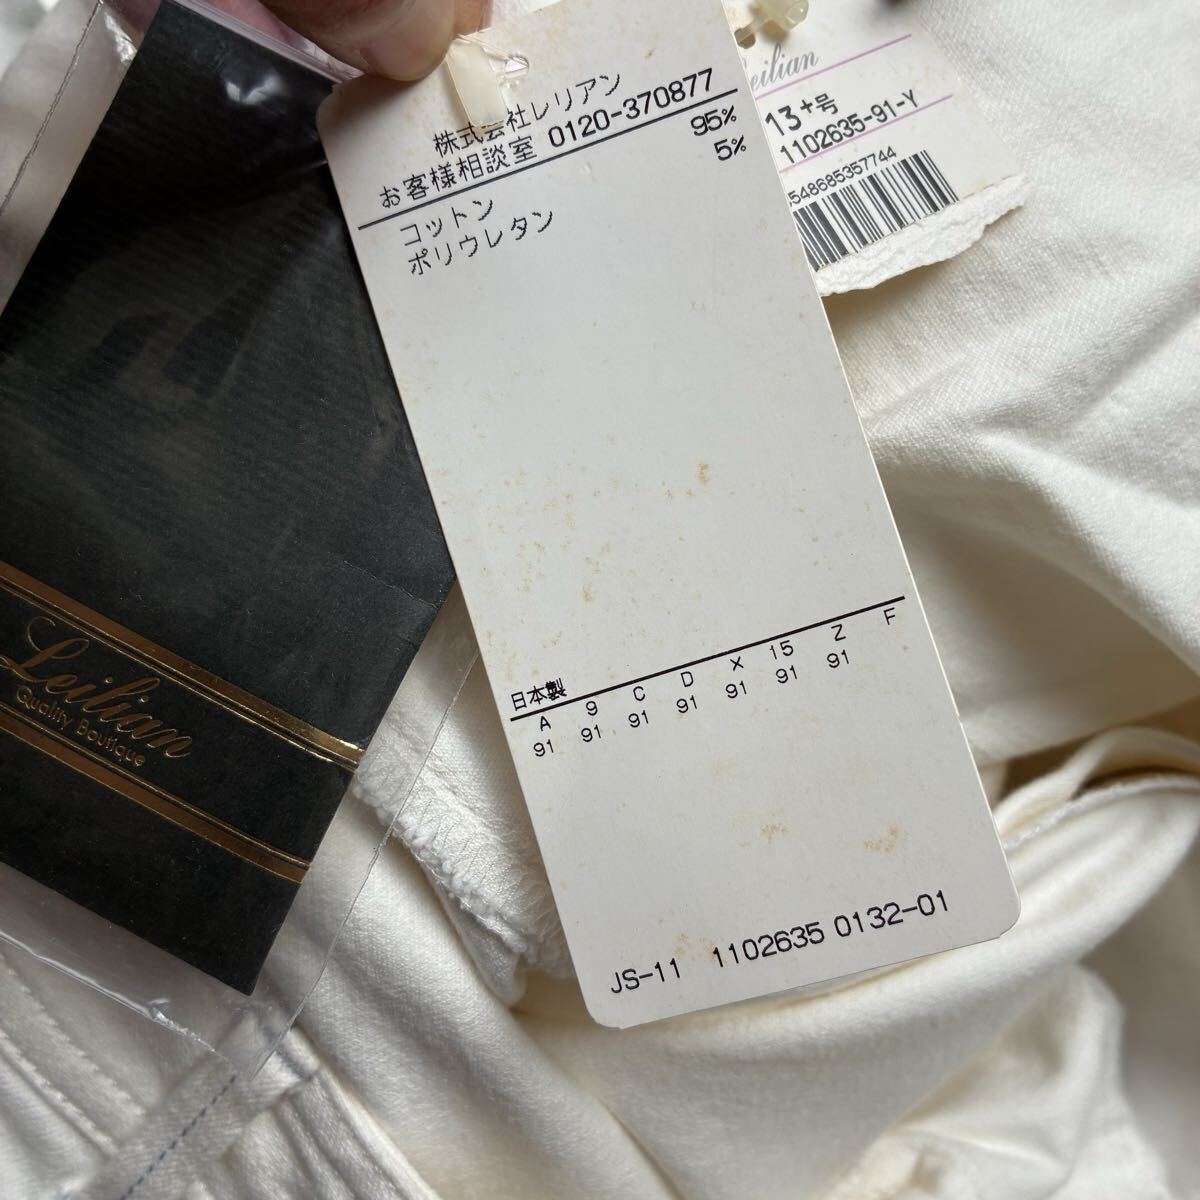 株式会社レリアン
お客様相談室 0120-370877
コットン 95%
ポリウレタン 5%
日本製
A 9 C D X 15 Z F
91 91 91 91 91 91 91
JS-11 1102635 0132-01
Leilian
13+号
1102635-91-Y
548685357744
Leilian
Quality Boutique